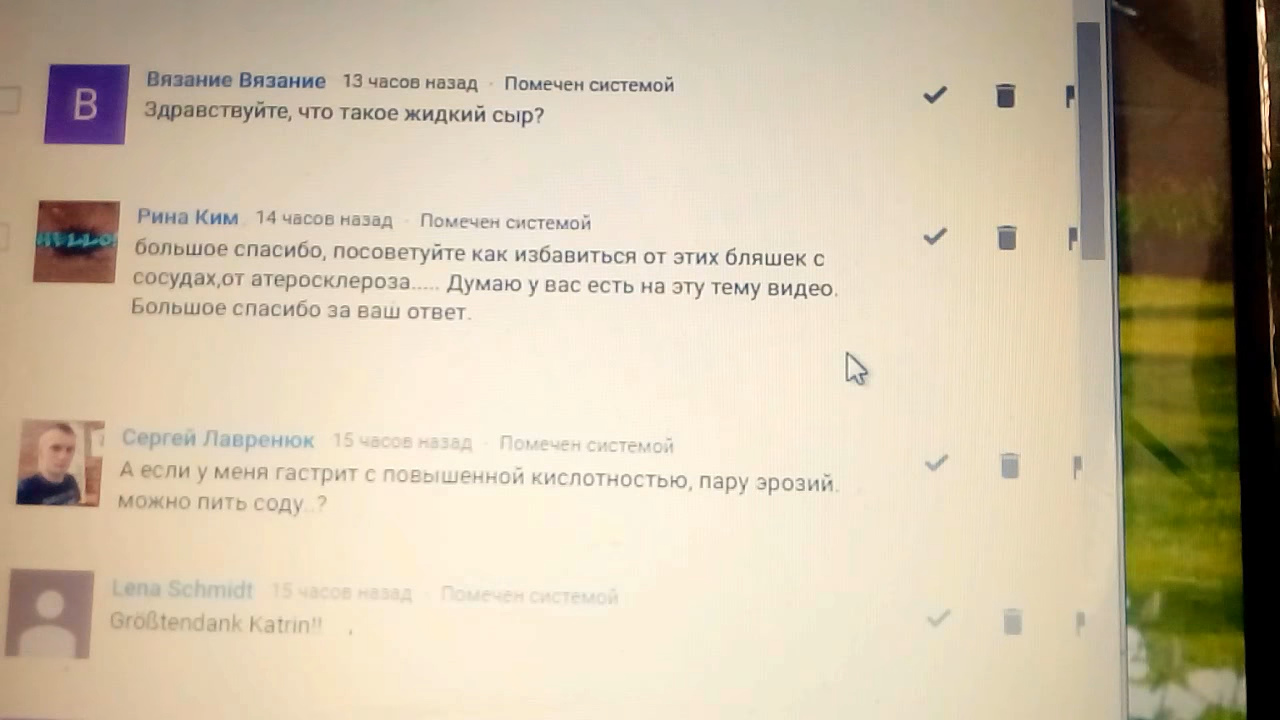 В
Вязание Вязание 13 часов назад · Помечен системой
Здравствуйте, что такое жидкий сыр?
HELLO
Рина Ким 14 часов назад · Помечен системой
большое спасибо, посоветуйте как избавиться от этих бляшек с
сосудах,от атеросклероза..... Думаю у вас есть на эту тему видео.
Большое спасибо за ваш ответ.
Сергей Лавренюк 15 часов назад · Помечен системой
А если у меня гастрит с повышенной кислотностью, пару эрозий.
можно пить соду..?
Lena Schmidt 15 часов назад · Помечен системой
Größtendank Katrin!! ,